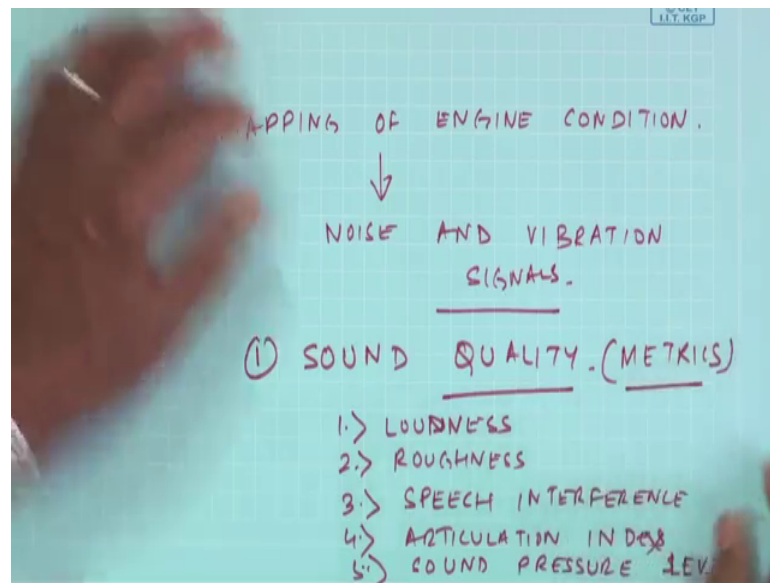 I.I.T. KGP
APPING OF ENGINE CONDITION.
NOISE AND VIBRATION
SIGNALS.
① SOUND QUALITY. (METRICS)
1.> LOUDNESS
2.> ROUGHNESS
3.> SPEECH INTERFERENCE
4.> ARTICULATION INDEX
5.> SOUND PRESSURE LEV